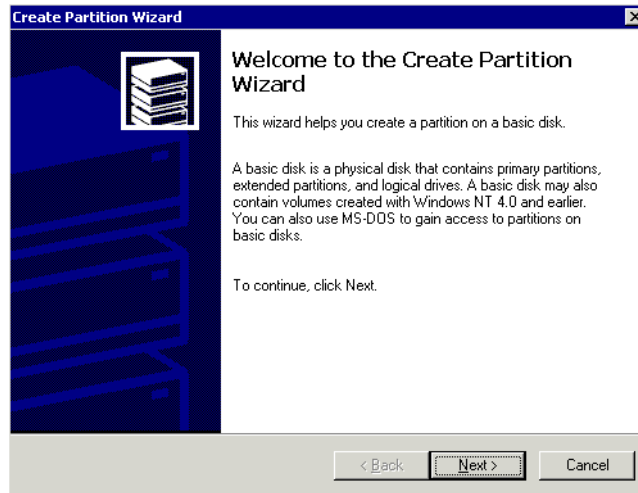 Create Partition Wizard
Welcome to the Create Partition
Wizard
This wizard helps you create a partition on a basic disk.
A basic disk is a physical disk that contains primary partitions,
extended partitions, and logical drives. A basic disk may also
contain volumes created with Windows NT 4.0 and earlier.
You can also use MS-DOS to gain access to partitions on
basic disks.
To continue, click Next.
< Back
Next >
Cancel